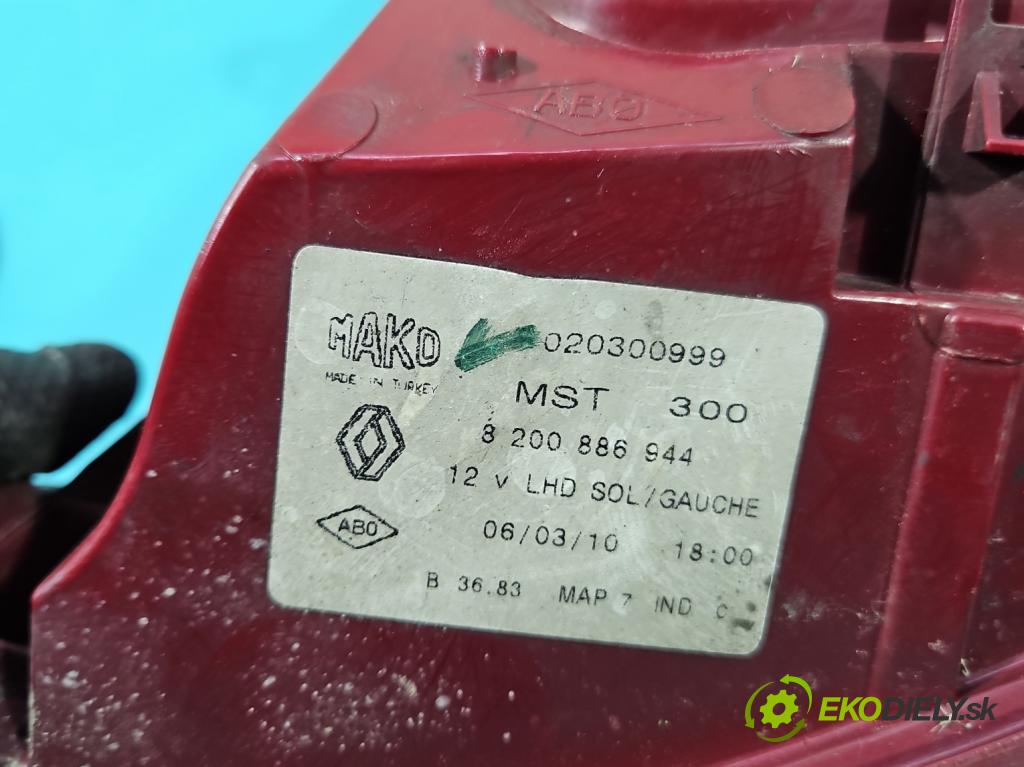 ABO
MAKO
020300999
MADE IN TURKEY
MST 300
8 200 886 944
12 V LHD SOL/GAUCHE
ABO
06/03/10 18:00
B 36.83 MAP 7 IND C
EKODIELY.sk